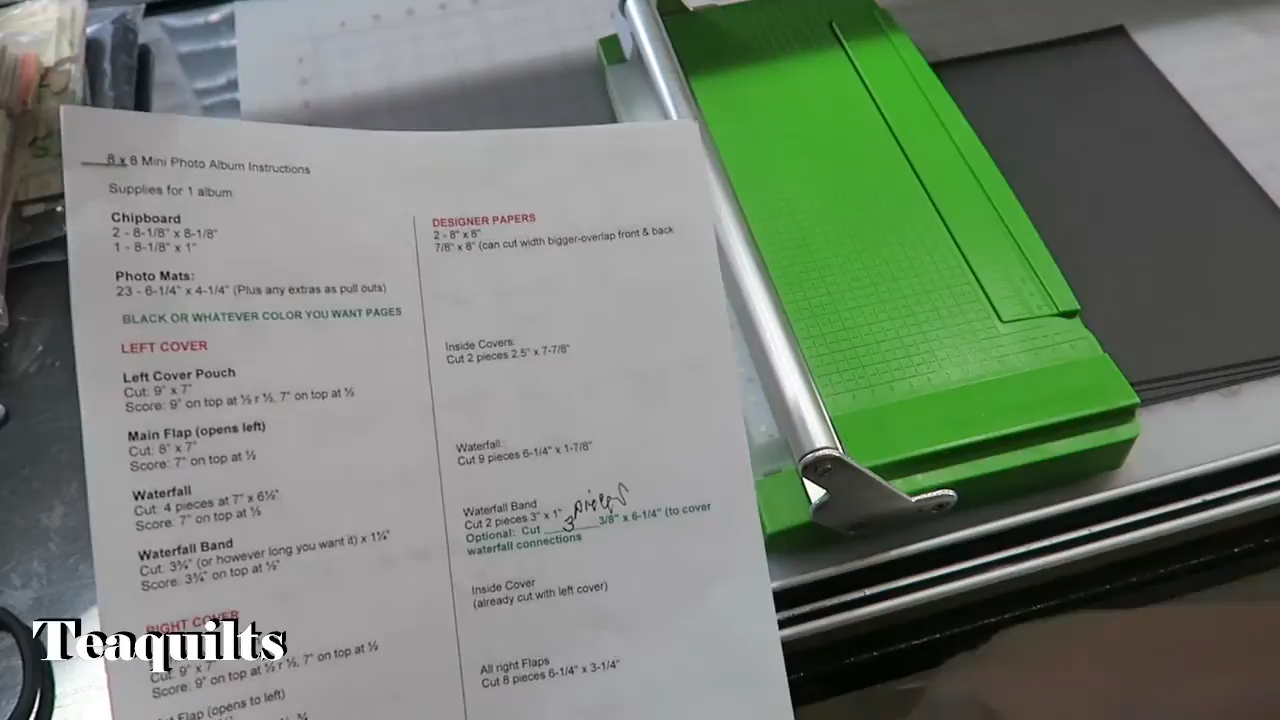 8 x 8 Mini Photo Album Instructions
Supplies for 1 album:
Chipboard
2 - 8-1/8" x 8-1/8"
1 - 8-1/8" x 1"
Photo Mats:
23 - 6-1/4" x 4-1/4" (Plus any extras as pull outs)
BLACK OR WHATEVER COLOR YOU WANT PAGES
LEFT COVER
Left Cover Pouch
Cut: 9" x 7"
Score: 9" on top at ½ r ½, 7" on top at ½
Main Flap (opens left)
Cut: 8" x 7"
Score: 7" on top at ½
Waterfall
Cut: 4 pieces at 7" x 6½"
Score: 7" on top at ½
Waterfall Band
Cut: 3¾" (or however long you want it) x 1¼"
Score: 3¾" on top at ½"
RIGHT COVER
Cut: 9" x 7"
Score: 9" on top at ½ r ½, 7" on top at ½
Flap (opens to left)
DESIGNER PAPERS
2 - 8" x 8"
7/8" x 8" (can cut width bigger-overlap front & back
Inside Covers:
Cut 2 pieces 2.5" x 7-7/8"
Waterfall:
Cut 9 pieces 6-1/4" x 1-7/8"
Waterfall Band
Cut 2 pieces 3" x 1"
Optional: Cut 3 pieces 3/8" x 6-1/4" (to cover
waterfall connections
Inside Cover
(already cut with left cover)
All right Flaps
Cut 8 pieces 6-1/4" x 3-1/4"
Teaquilts